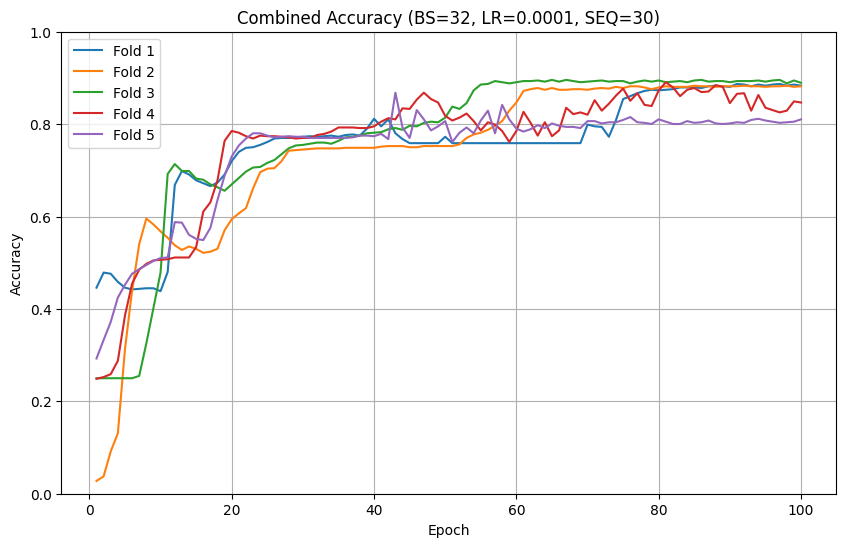 Combined Accuracy (BS=32, LR=0.0001, SEQ=30)
Fold 1
Fold 2
Fold 3
Fold 4
Fold 5
Accuracy
1.0
0.8
0.6
0.4
0.2
0.0
0 20 40 60 80 100
Epoch